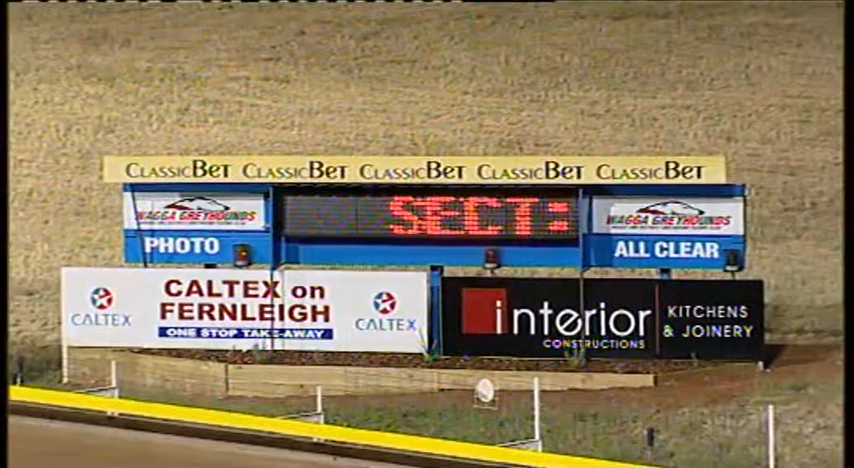 CLASSICBET CLASSICBET CLASSICBET CLASSICBET CLASSICBET
WAGGA GREYHOUNDS
SECT:
WAGGA GREYHOUNDS
PHOTO
ALL CLEAR
CALTEX
CALTEX on
FERNLEIGH
ONE STOP TAKE-AWAY
CALTEX
interior
CONSTRUCTIONS
KITCHENS
& JOINERY